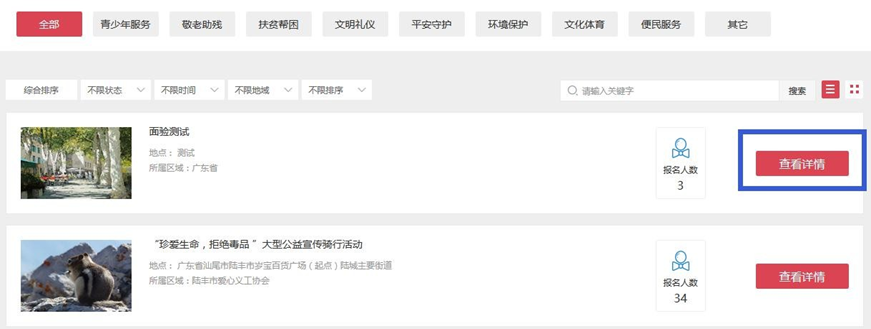 全部 青少年服务 敬老助残 扶贫帮困 文明礼仪 平安守护 环境保护 文化体育 便民服务 其它
综合排序 不限状态 不限时间 不限地域 不限排序 请输入关键字 搜索
面验测试
地点： 测试
所属区域：广东省
报名人数
3
查看详情
“珍爱生命，拒绝毒品 ”大型公益宣传骑行活动
地点： 广东省汕尾市陆丰市岁宝百货广场（起点）陆城主要街道
所属区域：陆丰市爱心义工协会
报名人数
34
查看详情